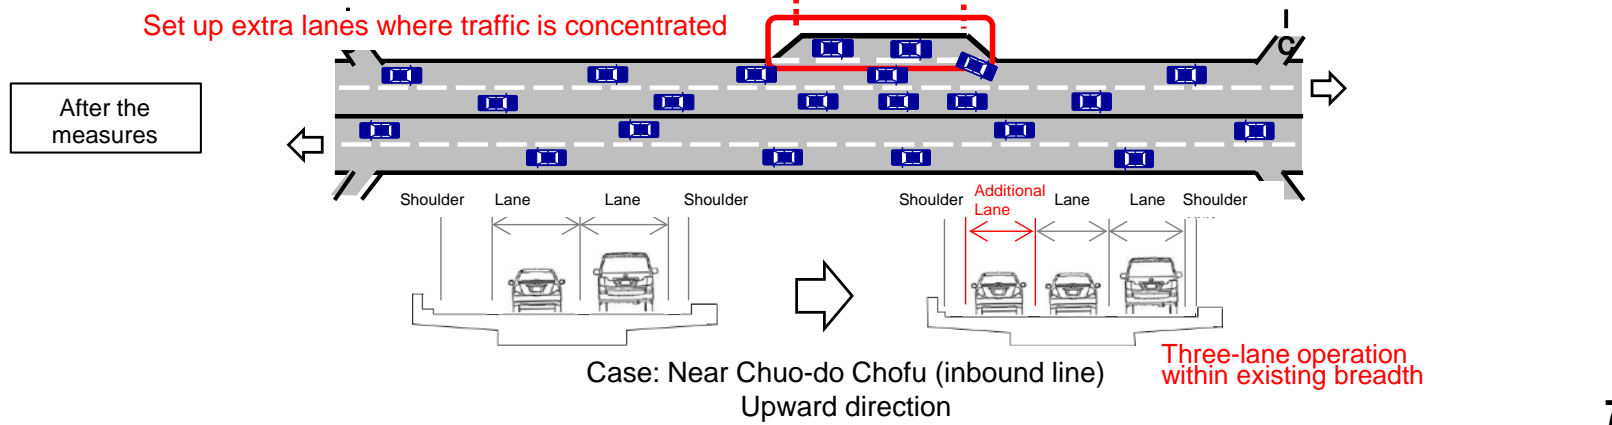 Set up extra lanes where traffic is concentrated
I
C
After the
measures
Shoulder Lane Lane Shoulder
Shoulder Additional Lane Lane Lane Shoulder
Case: Near Chuo-do Chofu (inbound line)
Upward direction
Three-lane operation
within existing breadth